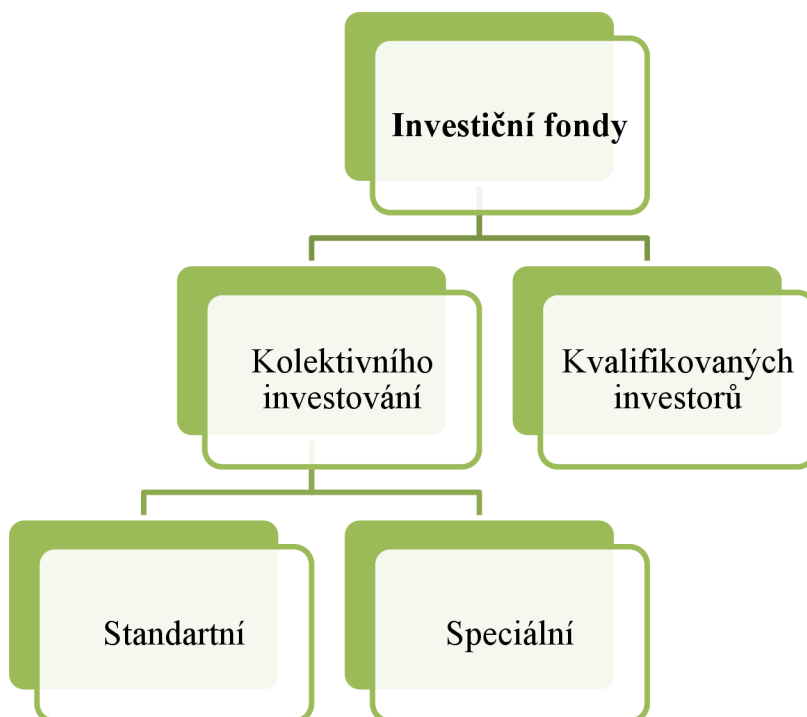 Investiční fondy
Kolektivního
investování
Kvalifikovaných
investorů
Standartní
Speciální